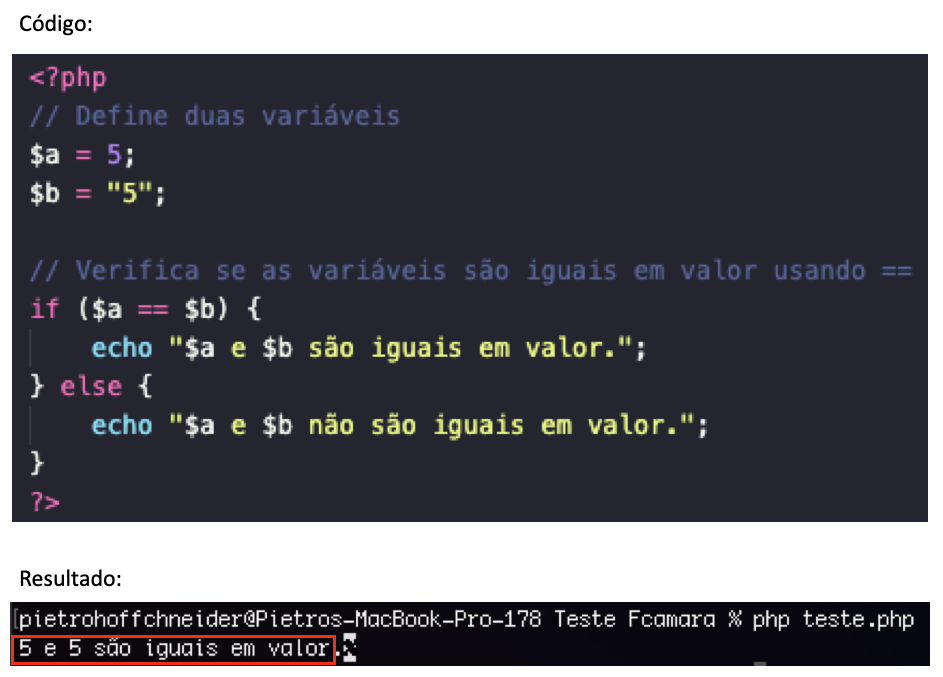 Código:
<?php
// Define duas variáveis
$a = 5;
$b = "5";
// Verifica se as variáveis são iguais em valor usando ==
if ($a == $b) {
echo "$a e $b são iguais em valor.";
} else {
echo "$a e $b não são iguais em valor.";
}
?>
Resultado:
[pietrohoffchneider@Pietros-MacBook-Pro-178 Teste Fcamara % php teste.php
5 e 5 são iguais em valor.%